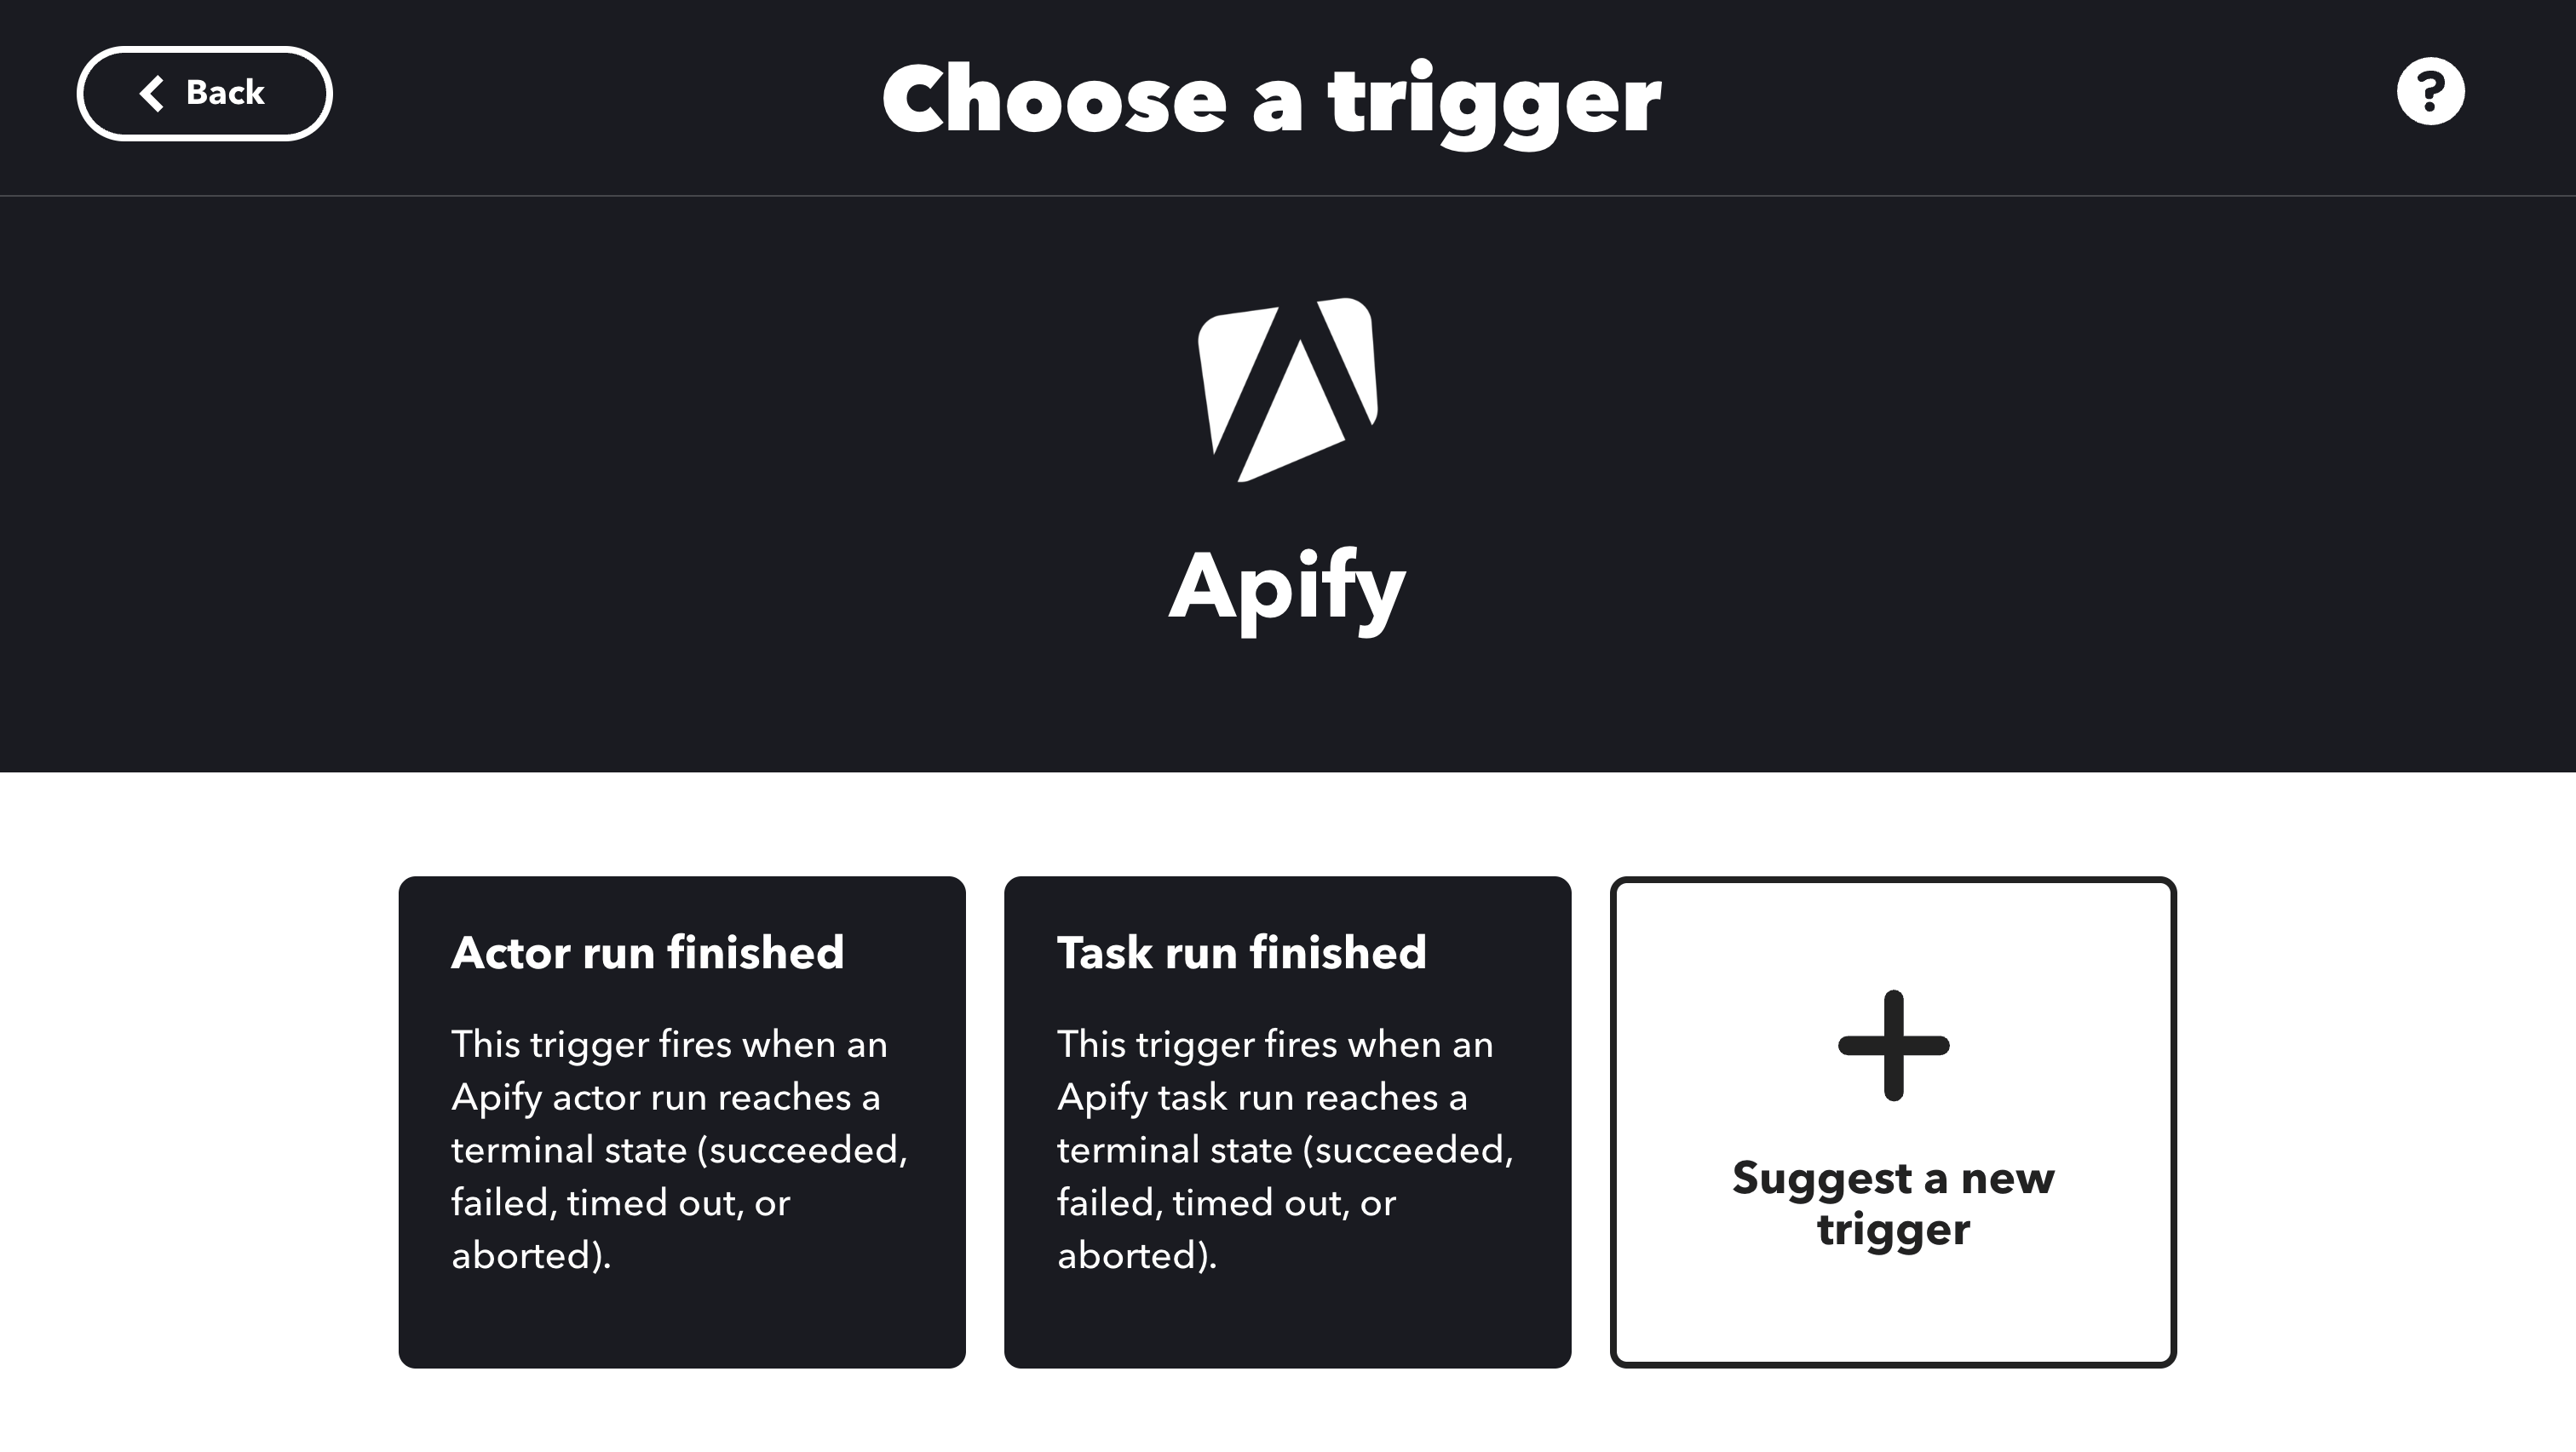 Back
Choose a trigger
?
Apify
Actor run finished
This trigger fires when an
Apify actor run reaches a
terminal state (succeeded,
failed, timed out, or
aborted).
Task run finished
This trigger fires when an
Apify task run reaches a
terminal state (succeeded,
failed, timed out, or
aborted).
Suggest a new
trigger